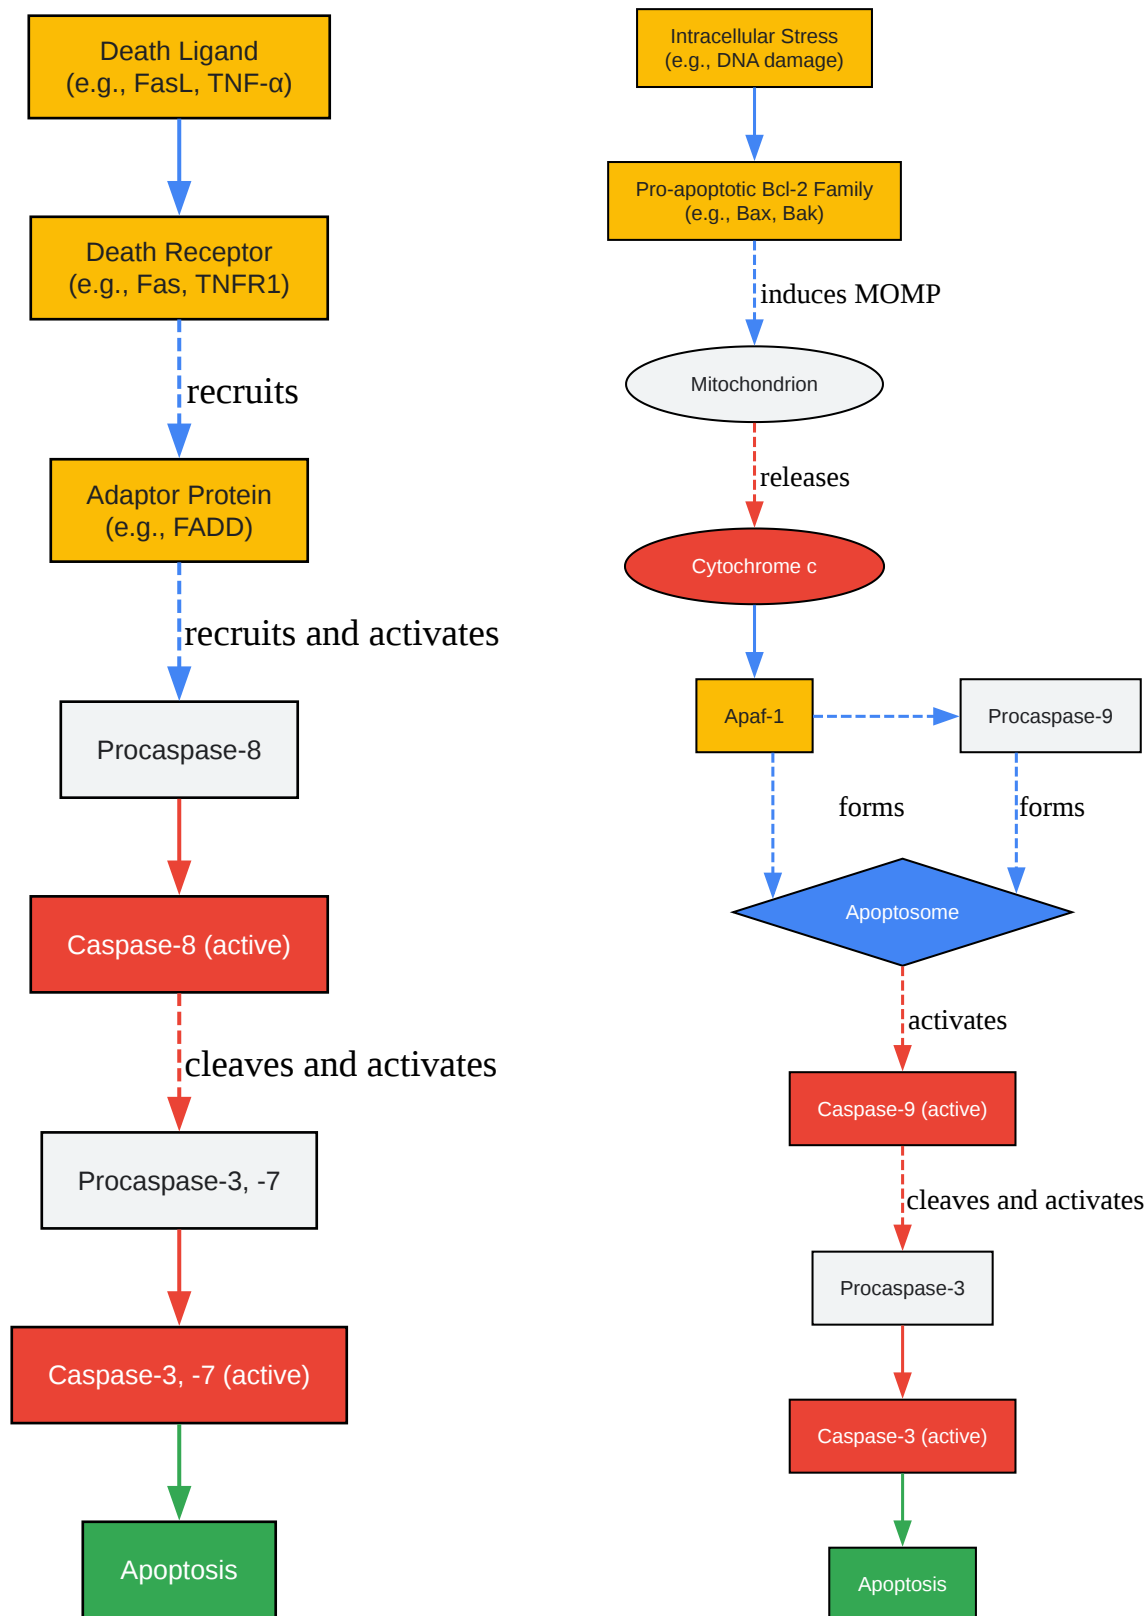 Death Ligand
(e.g., FasL, TNF-α)
Death Receptor
(e.g., Fas, TNFR1)
recruits
Adaptor Protein
(e.g., FADD)
recruits and activates
Procaspase-8
Caspase-8 (active)
cleaves and activates
Procaspase-3, -7
Caspase-3, -7 (active)
Apoptosis
Intracellular Stress
(e.g., DNA damage)
Pro-apoptotic Bcl-2 Family
(e.g., Bax, Bak)
induces MOMP
Mitochondrion
releases
Cytochrome c
Apaf-1
Procaspase-9
forms
forms
Apoptosome
activates
Caspase-9 (active)
cleaves and activates
Procaspase-3
Caspase-3 (active)
Apoptosis